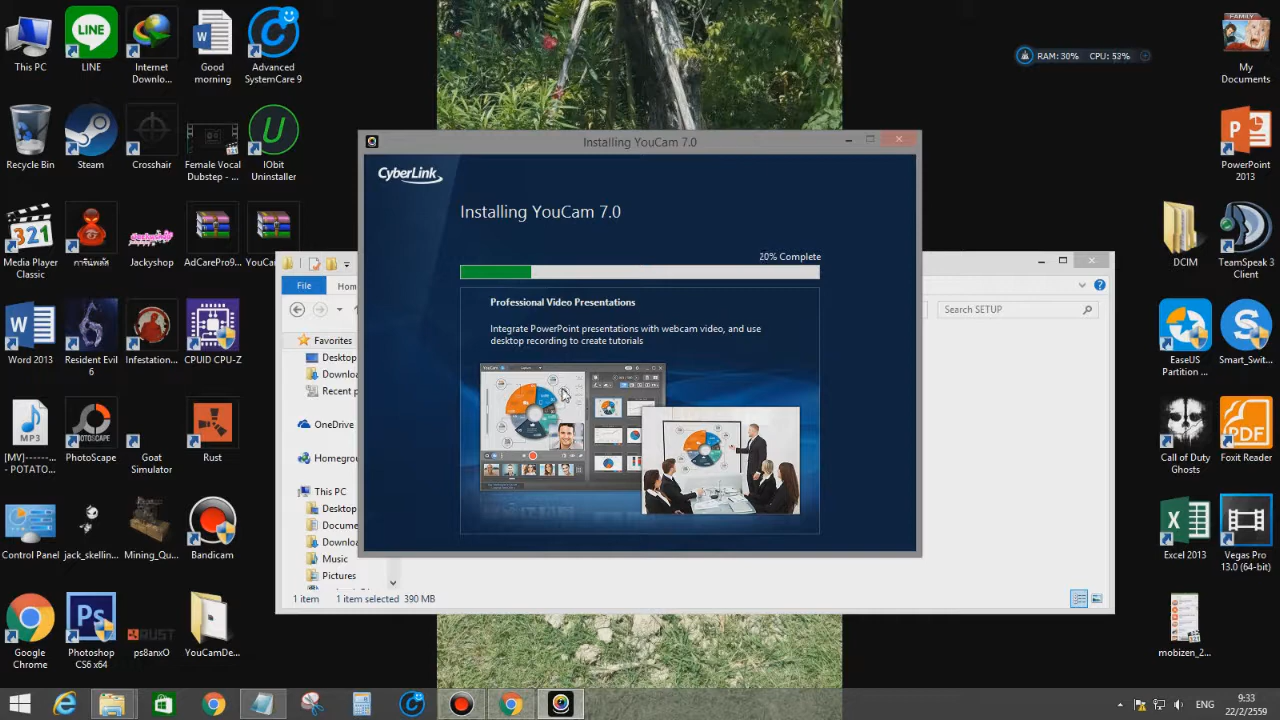 This PC
LINE
Internet
Downlo...
Good
morning
Advanced
SystemCare 9
RAM: 30%
CPU: 53%
My
Documents
Recycle Bin
Steam
Crosshair
Female Vocal
Dubstep - ...
IObit
Uninstaller
PowerPoint
2013
Installing YouCam 7.0
CyberLink
Installing YouCam 7.0
20% Complete
Professional Video Presentations
Integrate PowerPoint presentations with webcam video, and use
desktop recording to create tutorials
Media Player
Classic
Jackyshop
AdCarePro9...
YouCam
DCIM
TeamSpeak 3
Client
File
Hom
Search SETUP
Favorites
Desktop
Downloa
Recent p
OneDrive
Homegrou
This PC
Desktop
Docume
Downloa
Music
Pictures
1 item
1 item selected
390 MB
Word 2013
Resident Evil
6
Infestation...
CPUID CPU-Z
EaseUS
Partition ...
Smart_Swit...
[MV]------...
- POTATO...
PhotoScape
Goat
Simulator
Rust
Call of Duty
Ghosts
Foxit Reader
Control Panel
jack_skellin...
Mining_Qu...
Bandicam
Excel 2013
Vegas Pro
13.0 (64-bit)
Google
Chrome
Photoshop
CS6 x64
ps8anxO
YouCamDe...
mobizen_2...
ENG
9:33
22/2/2559